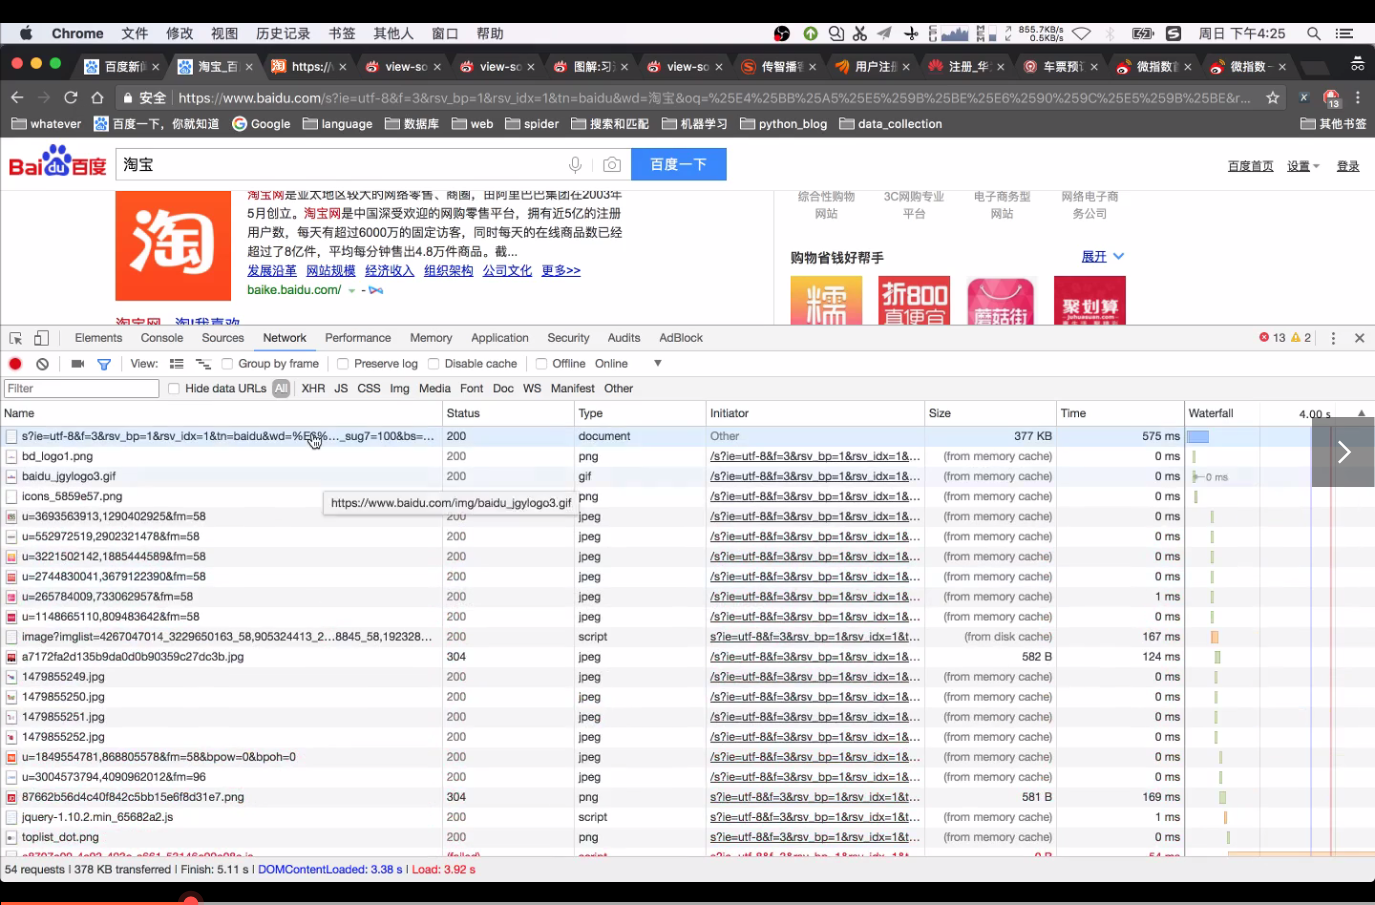 Chrome 文件 修改 视图 历史记录 书签 其他人 窗口 帮助 855.7KB/s 0.5KB/s 周日 下午4:25
百度新闻 淘宝_百 https:// view-so view-so 图解:习 view-so 传智播 用户注 注册_华 车票预 微指数 微指数-
安全 https://www.baidu.com/s?ie=utf-8&f=3&rsv_bp=1&rsv_idx=1&tn=baidu&wd=淘宝&oq=%25E4%25BB%25A5%25E5%259B%25BE%25E6%2590%259C%25E5%259B%25BE&r... 13
whatever 百度一下，你就知道 Google language 数据库 web spider 搜索和匹配 机器学习 python_blog data_collection 其他书签
Bai du 百度 淘宝 百度一下 百度首页 设置 登录
淘宝网是亚太地区较大的网络零售、商圈，由阿里巴巴集团在2003年
5月创立。淘宝网是中国深受欢迎的网购零售平台，拥有近5亿的注册
用户数，每天有超过6000万的固定访客，同时每天的在线商品数已经
超过了8亿件，平均每分钟售出4.8万件商品。截...
发展沿革 网站规模 经济收入 组织架构 公司文化 更多>>
baike.baidu.com/
淘
淘宝网 淘!我喜欢
综合性购物 3C网购专业 电子商务型 网络电子商
网站 平台 网站 务公司
购物省钱好帮手 展开
糯 折800 聚划算
直便宜 蘑菇街 Juhuasuan.com
Elements Console Sources Network Performance Memory Application Security Audits AdBlock 13 2
View: Group by frame Preserve log Disable cache Offline Online
Filter Hide data URLs All XHR JS CSS Img Media Font Doc WS Manifest Other
Name Status Type Initiator Size Time Waterfall 4.00 s
s?ie=utf-8&f=3&rsv_bp=1&rsv_idx=1&tn=baidu&wd=%E6%..._sug7=100&bs=... 200 document Other 377 KB 575 ms
bd_logo1.png 200 png /s?ie=utf-8&f=3&rsv_bp=1&rsv_idx=1&... (from memory cache) 0 ms
baidu_jgylogo3.gif 200 gif /s?ie=utf-8&f=3&rsv_bp=1&rsv_idx=1&... (from memory cache) 0 ms 0 ms
icons_5859e57.png png /s?ie=utf-8&f=3&rsv_bp=1&rsv_idx=1&... (from memory cache) 0 ms
https://www.baidu.com/img/baidu_jgylogo3.gif
u=3693563913,1290402925&fm=58 200 jpeg /s?ie=utf-8&f=3&rsv_bp=1&rsv_idx=1&... (from memory cache) 0 ms
u=552972519,2902321478&fm=58 200 jpeg /s?ie=utf-8&f=3&rsv_bp=1&rsv_idx=1&... (from memory cache) 0 ms
u=3221502142,1885444589&fm=58 200 jpeg /s?ie=utf-8&f=3&rsv_bp=1&rsv_idx=1&... (from memory cache) 0 ms
u=2744830041,3679122390&fm=58 200 jpeg /s?ie=utf-8&f=3&rsv_bp=1&rsv_idx=1&... (from memory cache) 0 ms
u=265784009,733062957&fm=58 200 jpeg /s?ie=utf-8&f=3&rsv_bp=1&rsv_idx=1&... (from memory cache) 1 ms
u=1148665110,809483642&fm=58 200 jpeg /s?ie=utf-8&f=3&rsv_bp=1&rsv_idx=1&... (from memory cache) 0 ms
image?imglist=4267047014_3229650163_58,905324413_2...8845_58,192328... 200 script s?ie=utf-8&f=3&rsv_bp=1&rsv_idx=1&t... (from disk cache) 167 ms
a7172fa2d135b9da0d0b90359c27dc3b.jpg 304 jpeg /s?ie=utf-8&f=3&rsv_bp=1&rsv_idx=1&... 582 B 124 ms
1479855249.jpg 200 jpeg /s?ie=utf-8&f=3&rsv_bp=1&rsv_idx=1&... (from memory cache) 0 ms
1479855250.jpg 200 jpeg /s?ie=utf-8&f=3&rsv_bp=1&rsv_idx=1&... (from memory cache) 0 ms
1479855251.jpg 200 jpeg /s?ie=utf-8&f=3&rsv_bp=1&rsv_idx=1&... (from memory cache) 0 ms
1479855252.jpg 200 jpeg /s?ie=utf-8&f=3&rsv_bp=1&rsv_idx=1&... (from memory cache) 0 ms
u=1849554781,868805578&fm=58&bpow=0&bpoh=0 200 jpeg /s?ie=utf-8&f=3&rsv_bp=1&rsv_idx=1&... (from memory cache) 0 ms
u=3004573794,4090962012&fm=96 200 jpeg /s?ie=utf-8&f=3&rsv_bp=1&rsv_idx=1&... (from memory cache) 0 ms
87662b56d4c40f842c5bb15e6f8d31e7.png 304 png s?ie=utf-8&f=3&rsv_bp=1&rsv_idx=1&t... 581 B 169 ms
jquery-1.10.2.min_65682a2.js 200 script s?ie=utf-8&f=3&rsv_bp=1&rsv_idx=1&t... (from memory cache) 1 ms
toplist_dot.png 200 png s?ie=utf-8&f=3&rsv_bp=1&rsv_idx=1&t... (from memory cache) 0 ms
54 requests | 378 KB transferred | Finish: 5.11 s | DOMContentLoaded: 3.38 s | Load: 3.92 s